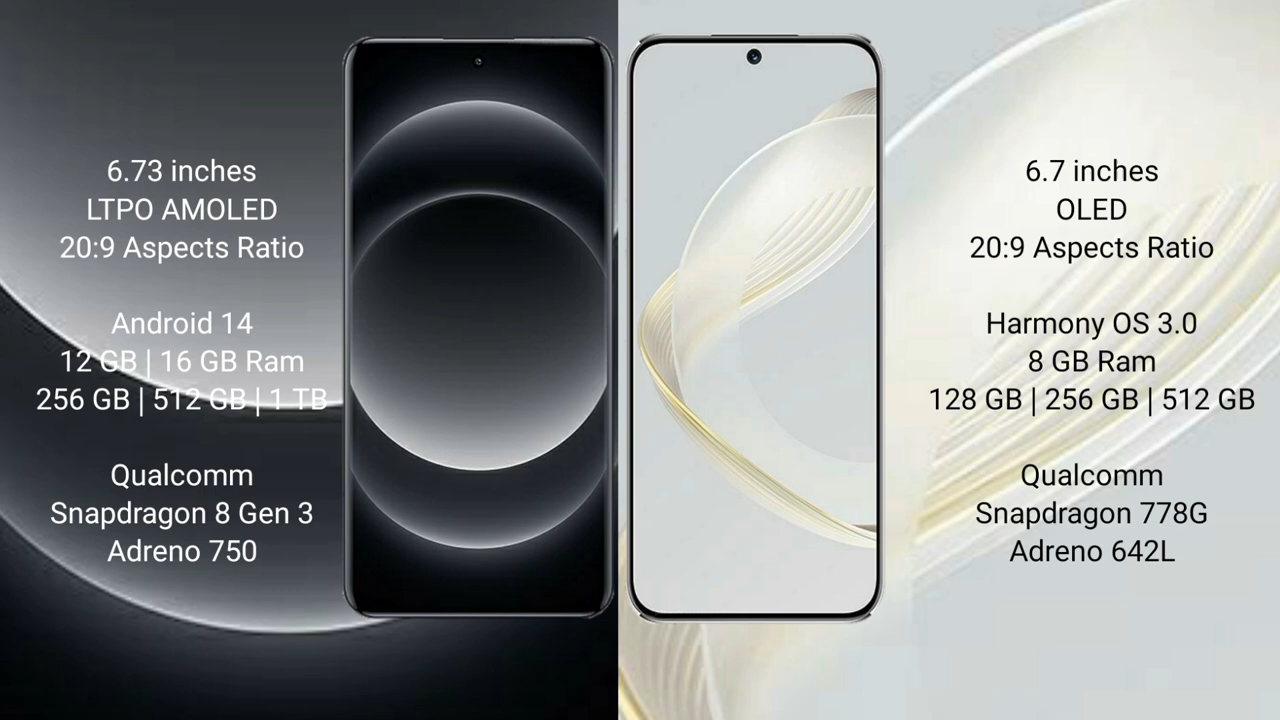 6.73 inches
LTPO AMOLED
20:9 Aspects Ratio
Android 14
12 GB | 16 GB Ram
256 GB | 512 GB | 1 TB
Qualcomm
Snapdragon 8 Gen 3
Adreno 750
6.7 inches
OLED
20:9 Aspects Ratio
Harmony OS 3.0
8 GB Ram
128 GB | 256 GB | 512 GB
Qualcomm
Snapdragon 778G
Adreno 642L